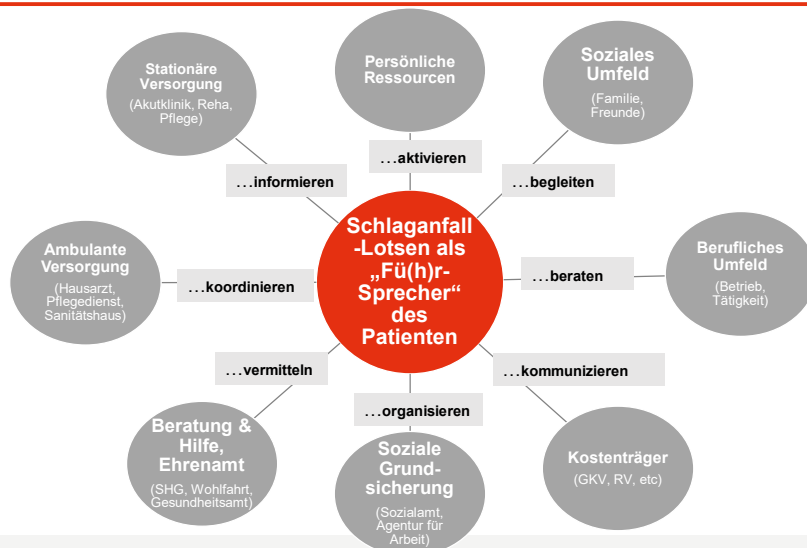 Persönliche
Ressourcen
Soziales
Umfeld
(Familie,
Freunde)
Stationäre
Versorgung
(Akutklinik, Reha,
Pflege)
…aktivieren
…informieren
…begleiten
Schlaganfall
-Lotsen als
„Fü(h)r-
Sprecher“
des
Patienten
Ambulante
Versorgung
(Hausarzt,
Pflegedienst,
Sanitätshaus)
…koordinieren
…beraten
Berufliches
Umfeld
(Betrieb,
Tätigkeit)
…vermitteln
…kommunizieren
…organisieren
Beratung &
Hilfe,
Ehrenamt
(SHG, Wohlfahrt,
Gesundheitsamt)
Soziale
Grund-
sicherung
(Sozialamt,
Agentur für
Arbeit)
Kostenträger
(GKV, RV, etc)